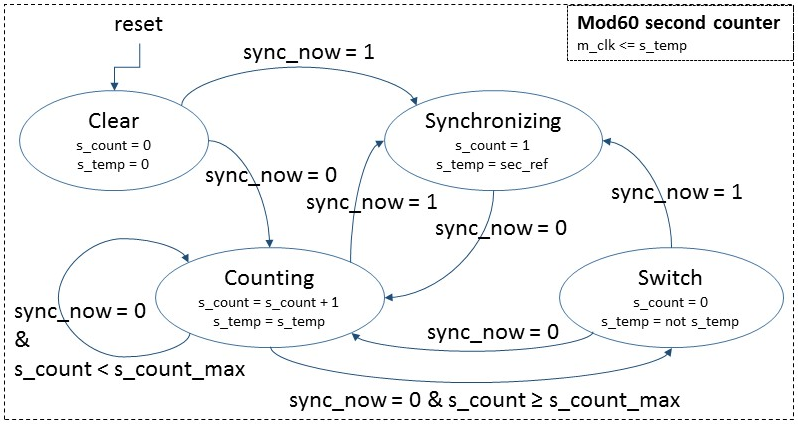 reset
Mod60 second counter
m_clk <= s_temp
sync_now = 1
Clear
s_count = 0
s_temp = 0
Synchronizing
s_count = 1
s_temp = sec_ref
sync_now = 0
sync_now = 1
sync_now = 0
sync_now = 1
Counting
s_count = s_count + 1
s_temp = s_temp
Switch
s_count = 0
s_temp = not s_temp
sync_now = 0
&
s_count < s_count_max
sync_now = 0
sync_now = 0 & s_count ≥ s_count_max